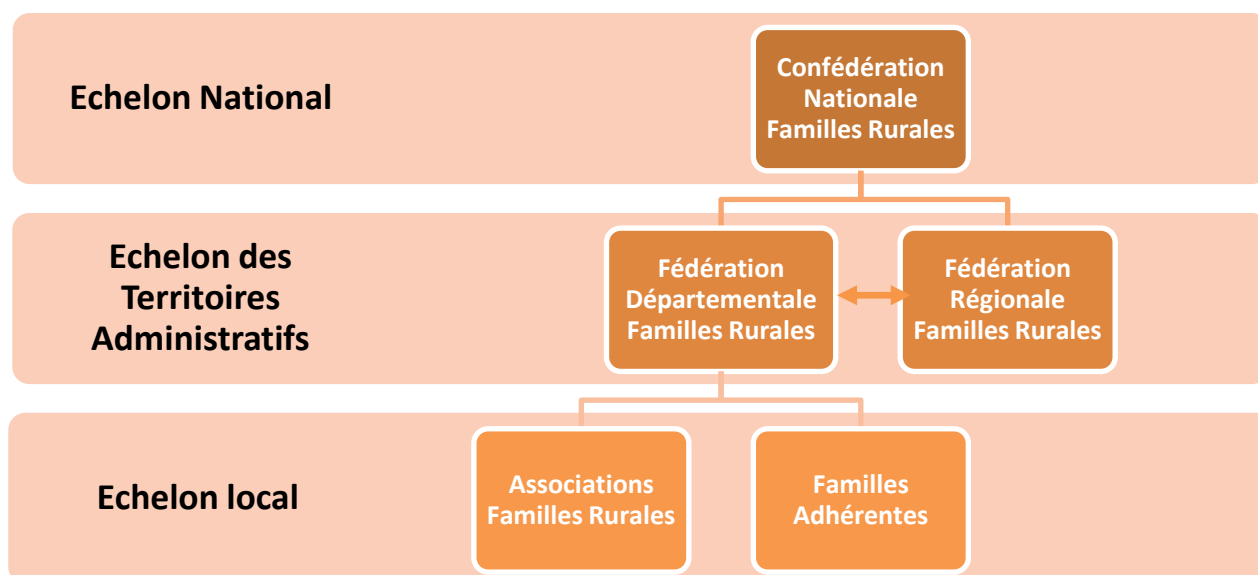 Echelon National
Confédération
Nationale
Familles Rurales
Echelon des
Territoires
Administratifs
Fédération
Départementale
Familles Rurales
Fédération
Régionale
Familles Rurales
Echelon local
Associations
Familles Rurales
Familles
Adhérentes